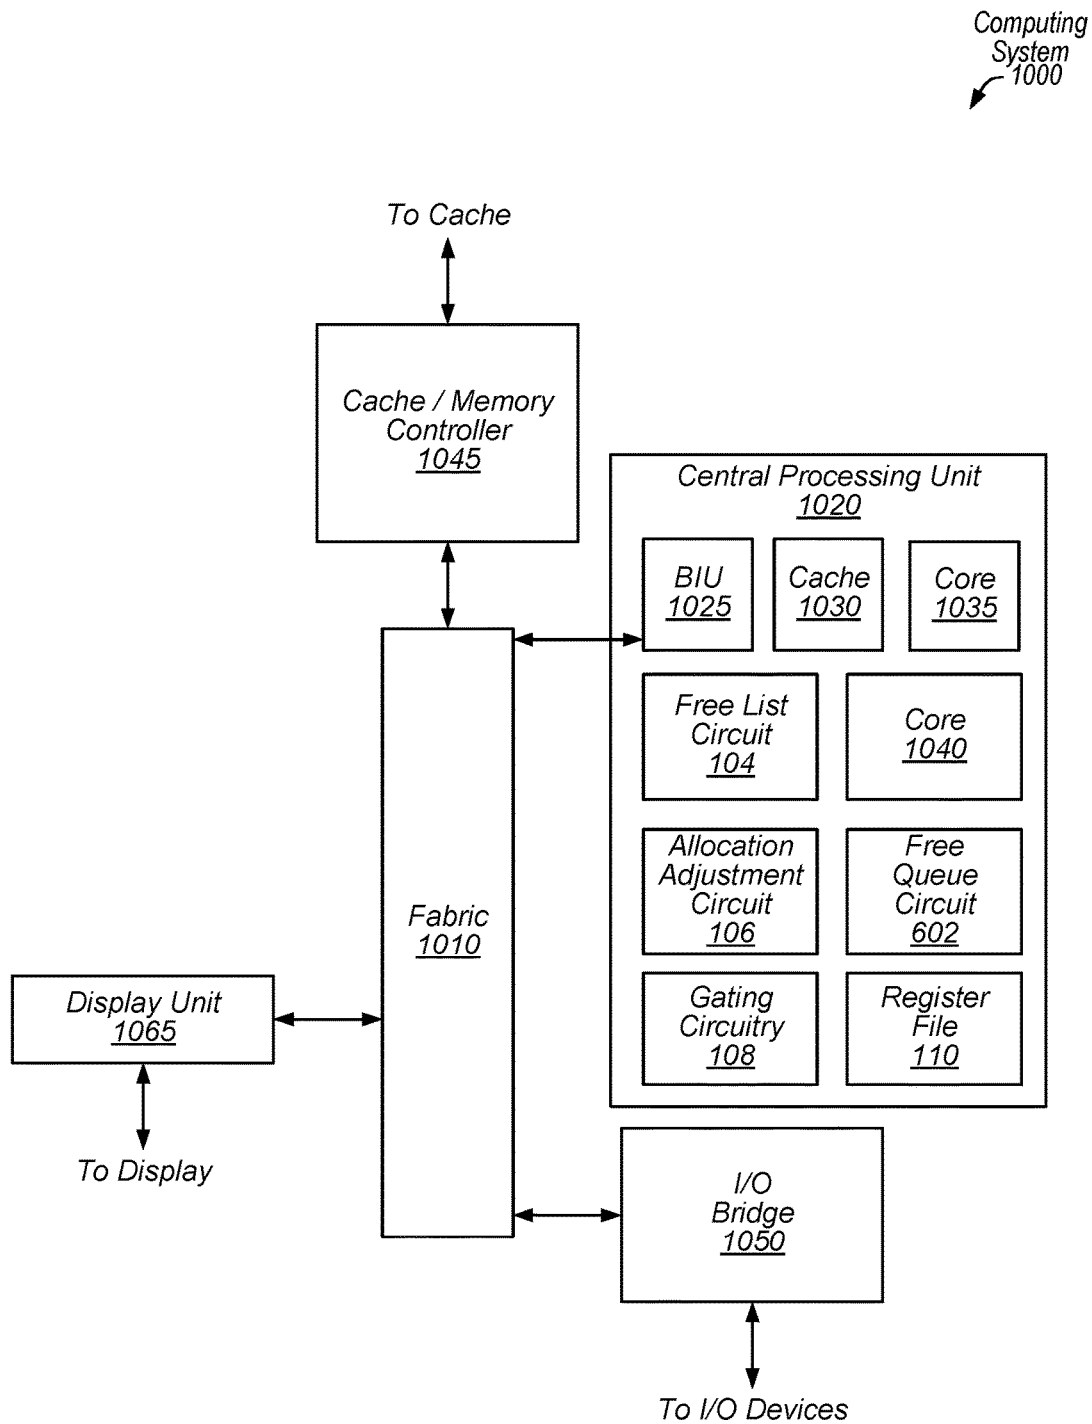 Computing
System
1000
To Cache
Cache / Memory
Controller
1045
Central Processing Unit
1020
BIU
1025
Cache
1030
Core
1035
Free List
Circuit
104
Core
1040
Allocation
Adjustment
Circuit
106
Free
Queue
Circuit
602
Fabric
1010
Gating
Circuitry
108
Register
File
110
Display Unit
1065
To Display
I/O
Bridge
1050
To I/O Devices